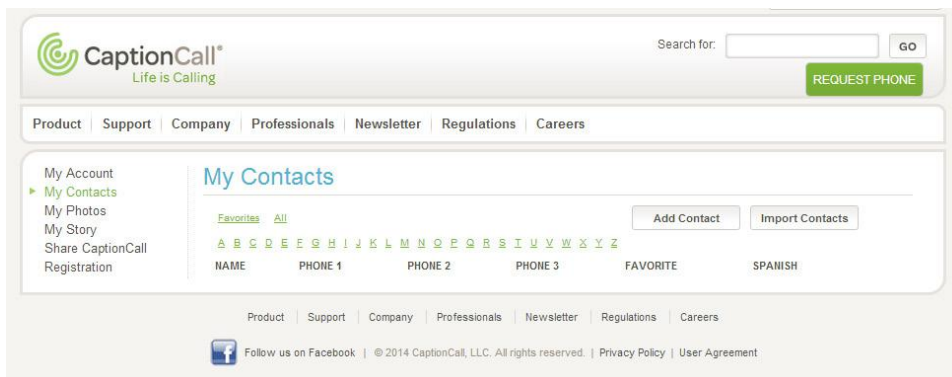 CaptionCall®
Life is Calling
Search for:
GO
REQUEST PHONE
Product Support Company Professionals Newsletter Regulations Careers
My Account
My Contacts
My Photos
My Story
Share CaptionCall
Registration
My Contacts
Favorites All
Add Contact Import Contacts
A B C D E F G H I J K L M N O P Q R S T U V W X Y Z
NAME PHONE 1 PHONE 2 PHONE 3 FAVORITE SPANISH
Product | Support | Company | Professionals | Newsletter | Regulations | Careers
f Follow us on Facebook | © 2014 CaptionCall, LLC. All rights reserved. | Privacy Policy | User Agreement